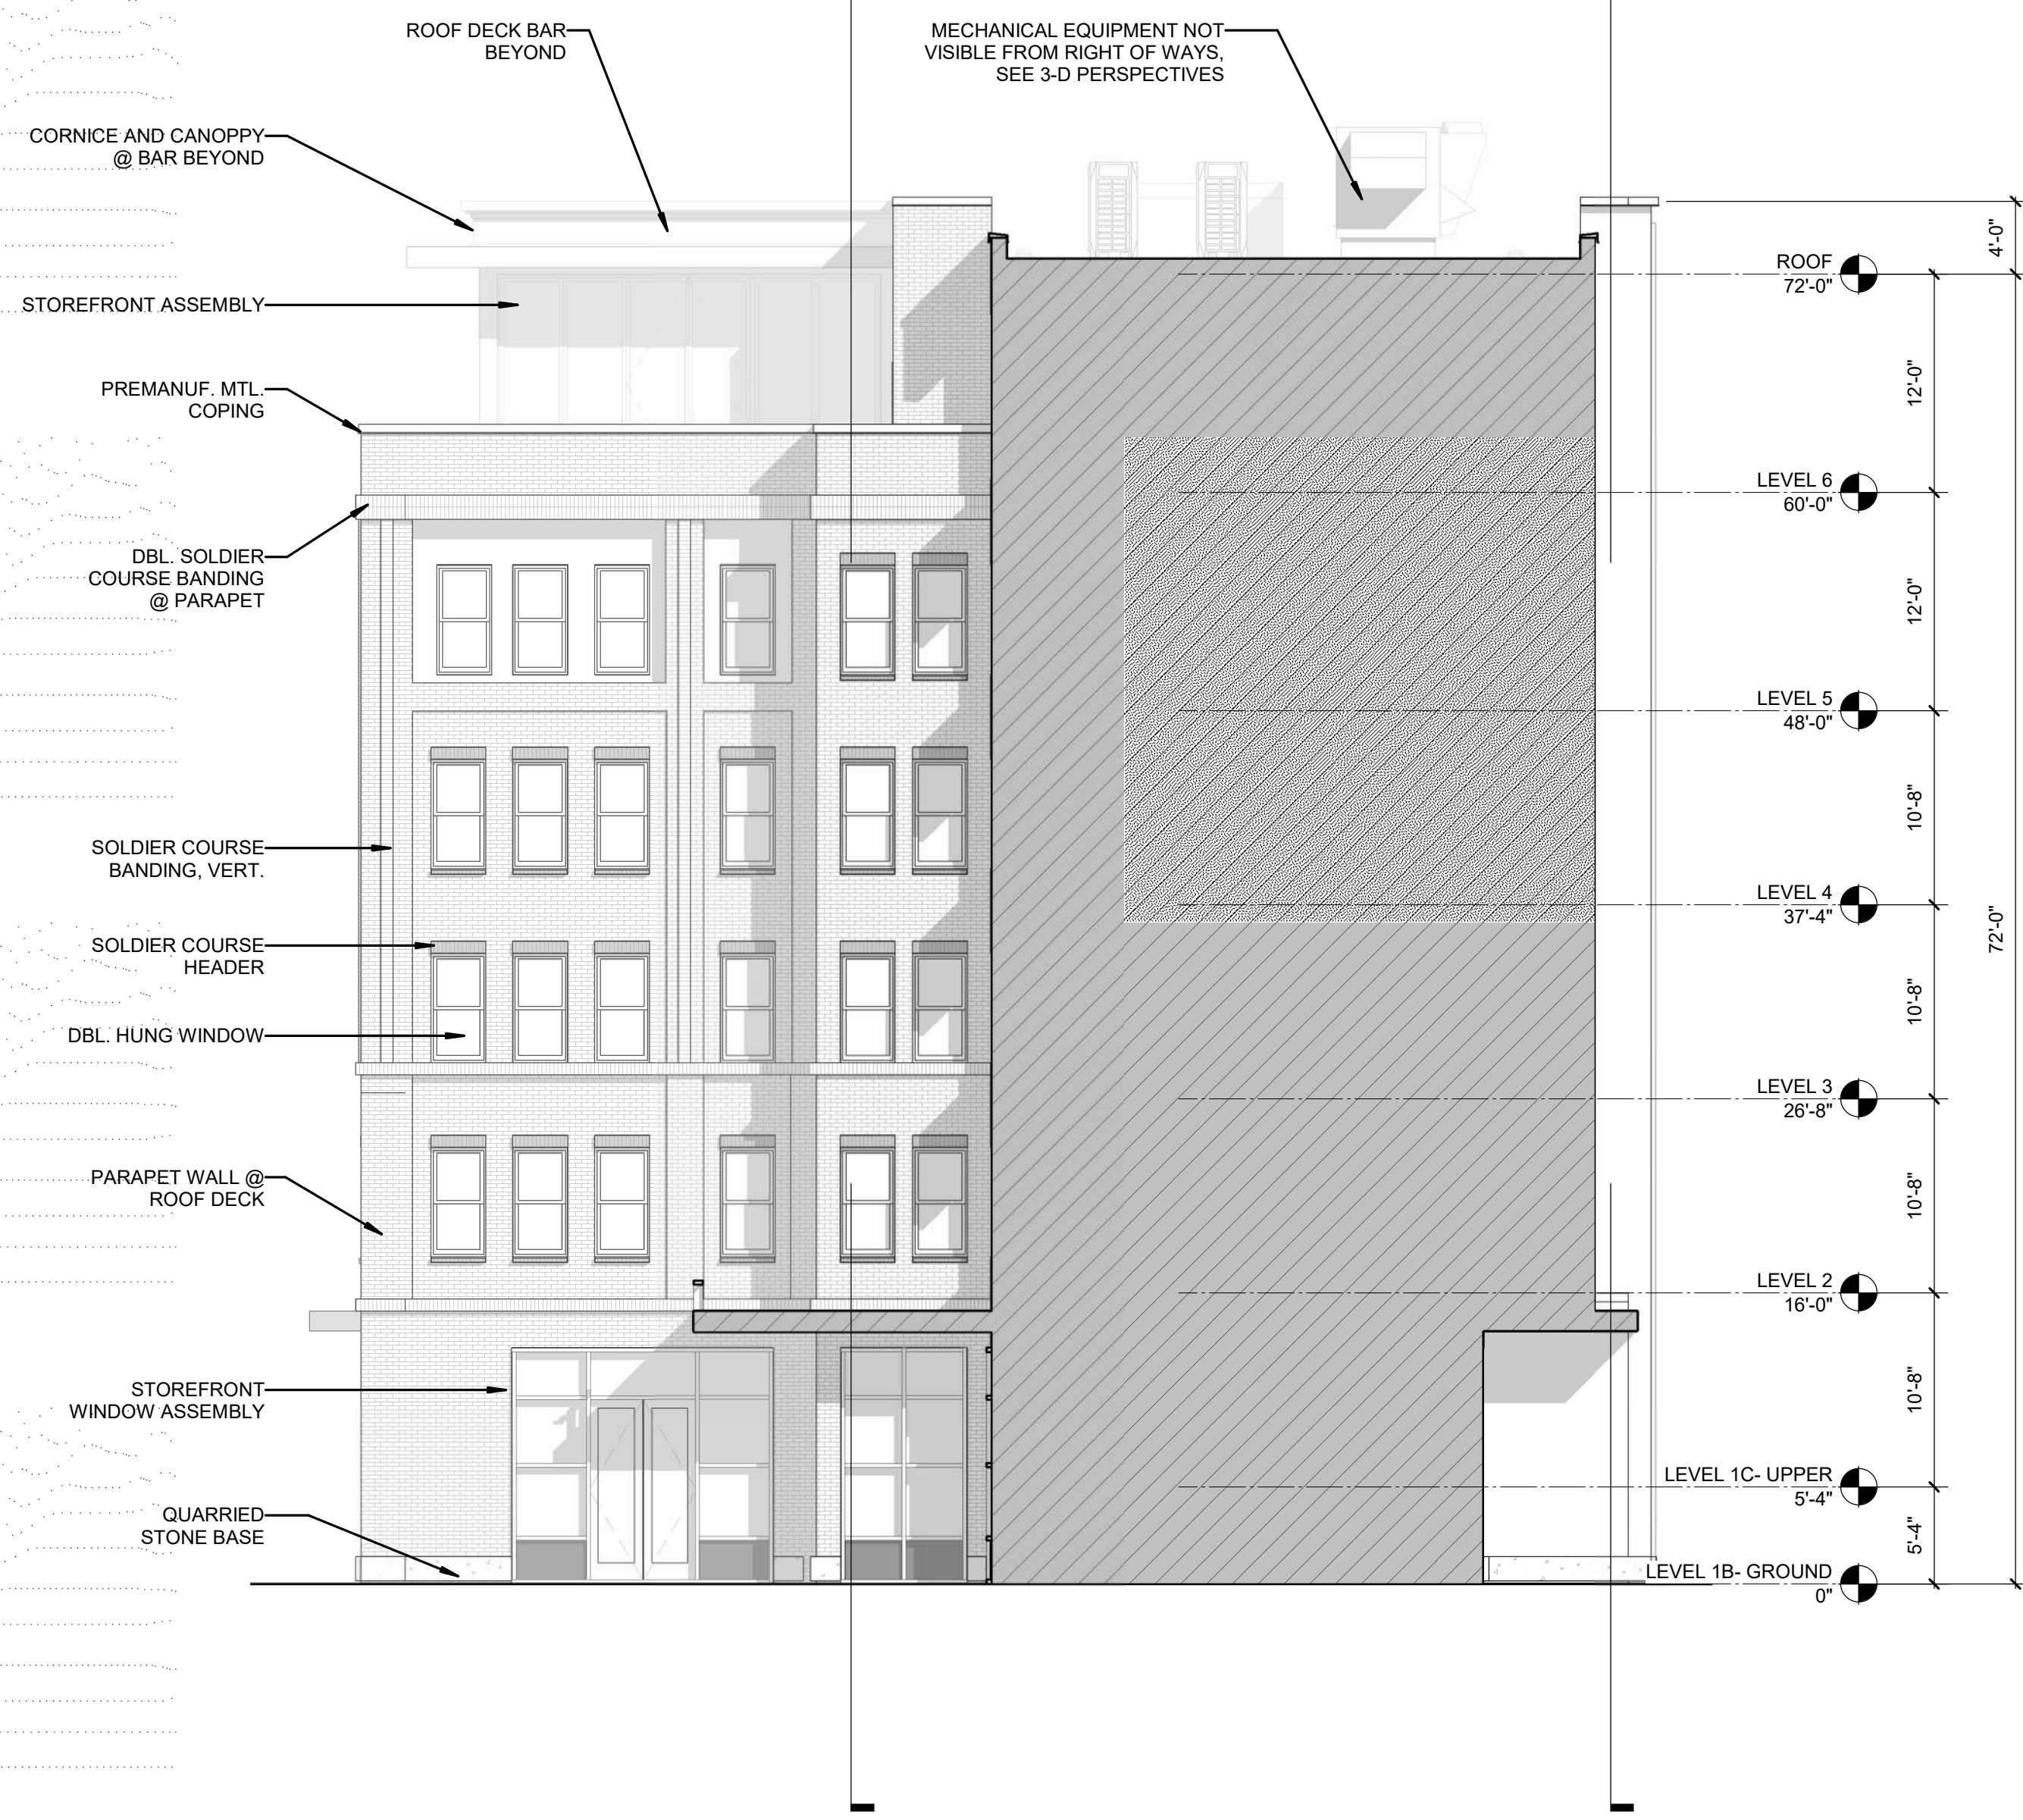 ROOF DECK BAR
BEYOND
MECHANICAL EQUIPMENT NOT
VISIBLE FROM RIGHT OF WAYS,
SEE 3-D PERSPECTIVES
CORNICE AND CANOPPY
@ BAR BEYOND
STOREFRONT ASSEMBLY
PREMANUF. MTL.
COPING
DBL. SOLDIER
COURSE BANDING
@ PARAPET
SOLDIER COURSE
BANDING, VERT.
SOLDIER COURSE
HEADER
DBL. HUNG WINDOW
PARAPET WALL @
ROOF DECK
STOREFRONT
WINDOW ASSEMBLY
QUARRIED
STONE BASE
ROOF
72'-0"
LEVEL 6
60'-0"
LEVEL 5
48'-0"
LEVEL 4
37'-4"
LEVEL 3
26'-8"
LEVEL 2
16'-0"
LEVEL 1C- UPPER
5'-4"
LEVEL 1B- GROUND
0"
12'-0"
12'-0"
10'-8"
10'-8"
10'-8"
10'-8"
5'-4"
4'-0"
72'-0"